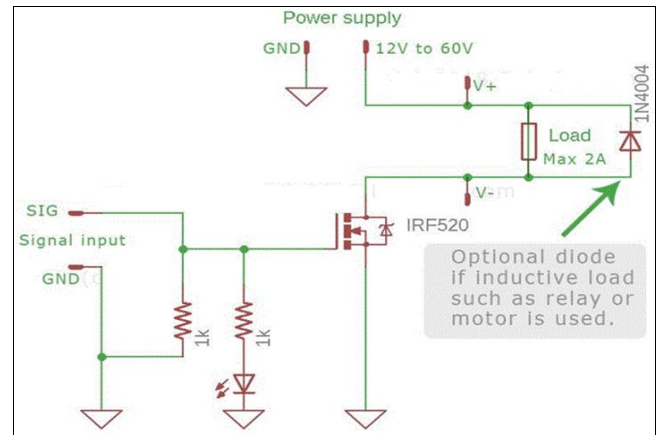 Power supply
GND
12V to 60V
V+
1N4004
Load
Max 2A
V-
SIG
Signal input
GND
IRF520
1k
1k
Optional diode
if inductive load
such as relay or
motor is used.